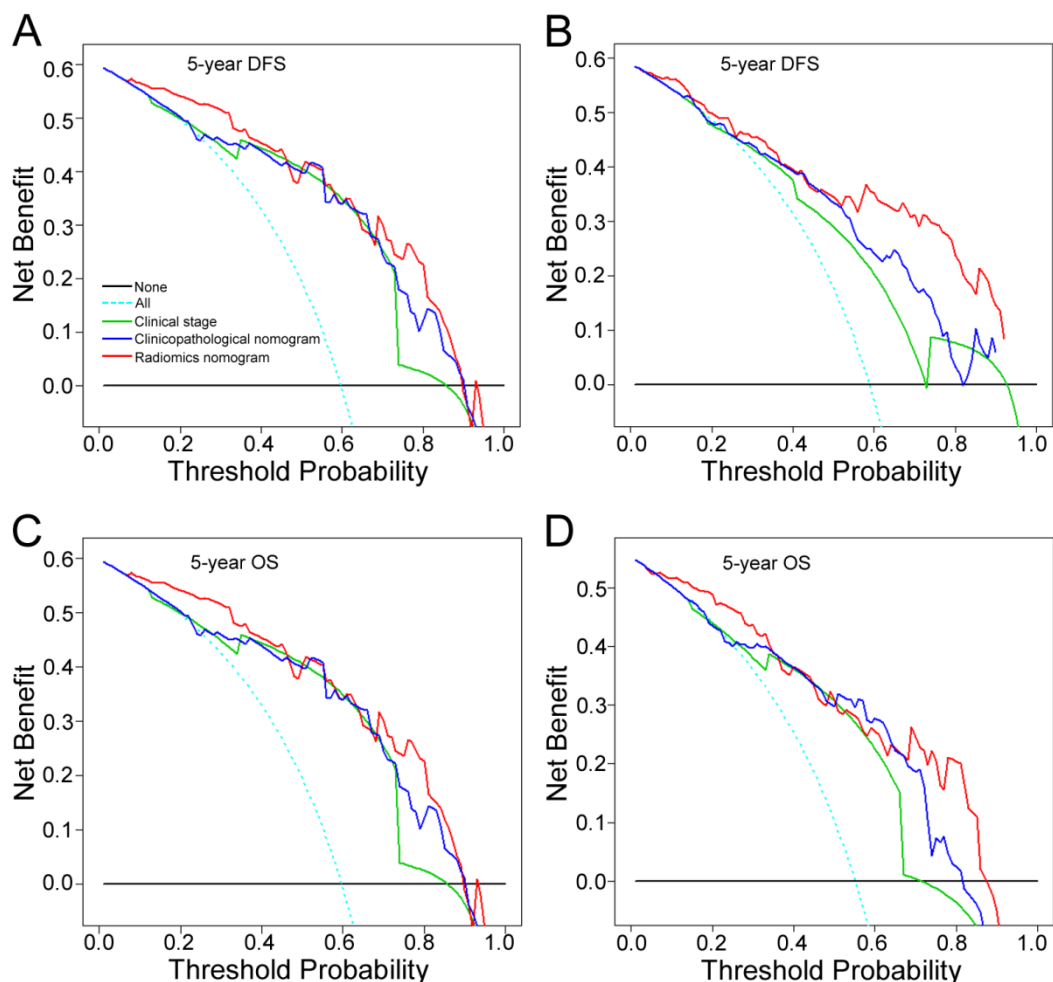 A
5-year DFS
Net Benefit
0.6
0.5
0.4
0.3
0.2
0.1
0.0
None
All
Clinical stage
Clinicopathological nomogram
Radiomics nomogram
0.0 0.2 0.4 0.6 0.8 1.0
Threshold Probability
B
5-year DFS
Net Benefit
0.6
0.5
0.4
0.3
0.2
0.1
0.0
0.0 0.2 0.4 0.6 0.8 1.0
Threshold Probability
C
5-year OS
Net Benefit
0.6
0.5
0.4
0.3
0.2
0.1
0.0
0.0 0.2 0.4 0.6 0.8 1.0
Threshold Probability
D
5-year OS
Net Benefit
0.5
0.4
0.3
0.2
0.1
0.0
0.0 0.2 0.4 0.6 0.8 1.0
Threshold Probability